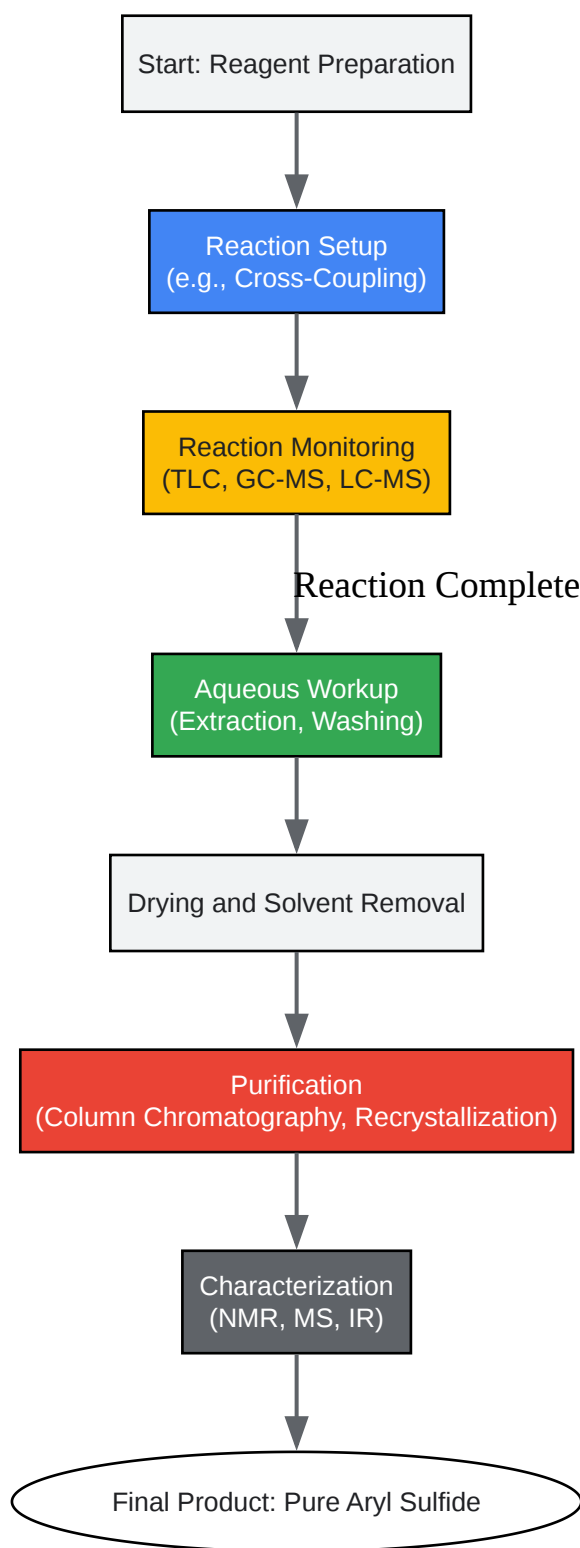 Start: Reagent Preparation
Reaction Setup
(e.g., Cross-Coupling)
Reaction Monitoring
(TLC, GC-MS, LC-MS)
Reaction Complete
Aqueous Workup
(Extraction, Washing)
Drying and Solvent Removal
Purification
(Column Chromatography, Recrystallization)
Characterization
(NMR, MS, IR)
Final Product: Pure Aryl Sulfide